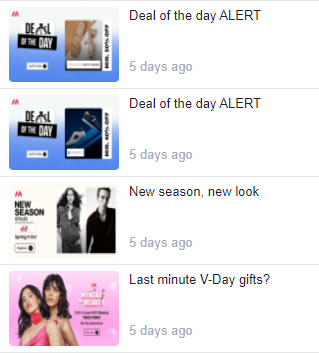 DEAL
OF THE DAY
MIN. 50% OFF
Deal of the day ALERT
5 days ago
DEAL
OF THE DAY
MIN. 40% OFF
Deal of the day ALERT
5 days ago
NEW
SEASON
STYLES
H&M
New season, new look
5 days ago
Last minute V-Day gifts?
5 days ago